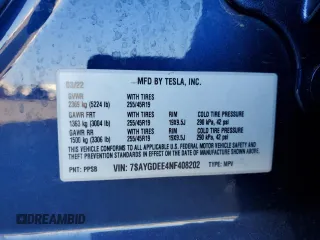 MFD BY TESLA, INC.
03/22
GVWR
2369 kg (5224 lb)
WITH TIRES
255/45R19
GAWR FRT
1363 kg (3004 lb)
WITH TIRES
255/45R19
RIM
19X9.5J
COLD TIRE PRESSURE
290 kPa, 42 psi
GAWR RR
1500 kg (3306 lb)
WITH TIRES
255/45R19
RIM
19X9.5J
COLD TIRE PRESSURE
290 kPa, 42 psi
THIS VEHICLE CONFORMS TO ALL APPLICABLE U.S. FEDERAL MOTOR VEHICLE
SAFETY AND THEFT PREVENTION STANDARDS IN EFFECT ON THE DATE OF
MANUFACTURE SHOWN ABOVE.
PNT: PPSB
VIN: 7SAYGDEE4NF408202
TYPE: MPV
DREAMBID